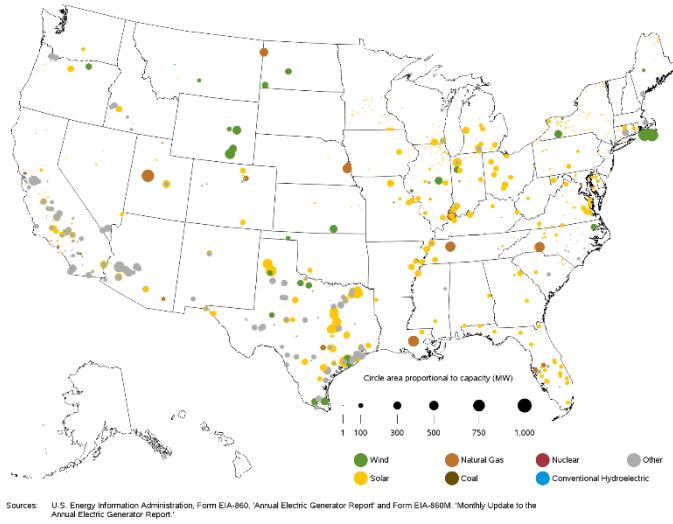 Circle area proportional to capacity (MW)
1 100 300 500 750 1,000
Wind Natural Gas Nuclear Other
Solar Coal Conventional Hydroelectric
Sources: U.S. Energy Information Administration, Form EIA-860, 'Annual Electric Generator Report' and Form EIA-860M, 'Monthly Update to the
Annual Electric Generator Report.'